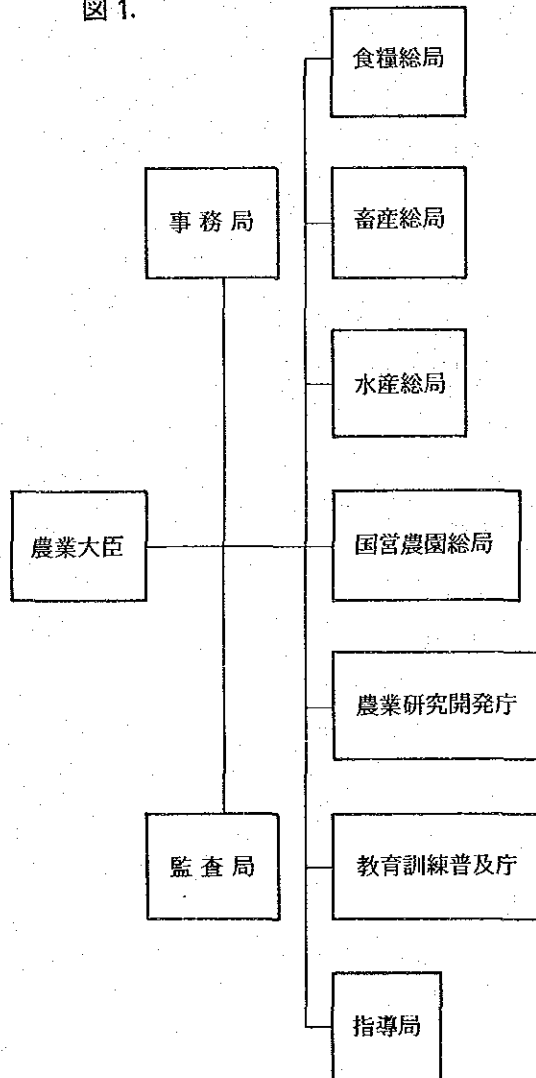 図1.
食糧総局
事務局
畜産総局
水産総局
農業大臣
国営農園総局
農業研究開発庁
監査局
教育訓練普及庁
指導局